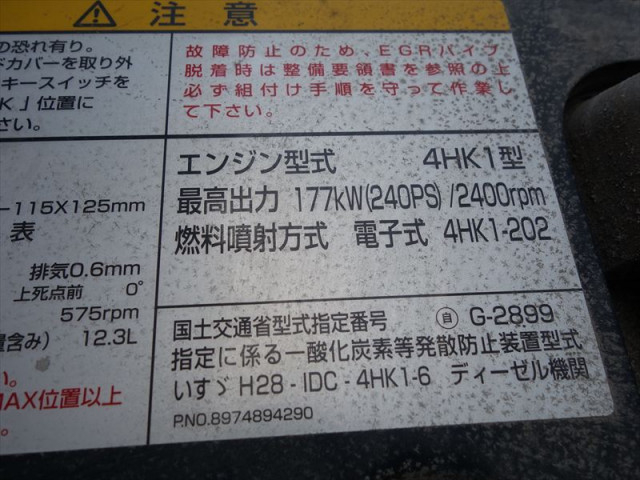 ⚠ 注 意
の恐れ有り。
ドカバーを取り外
キースイッチを
K」位置に
さい。
故障防止のため、EGRパイプ
脱着時は整備要領書を参照の上
必ず組付け手順を守って作業し
て下さい。
-115X125mm
表
排気0.6mm
上死点前 0°
575rpm
含み) 12.3L
い。
MAX位置以上
。
エンジン型式 4HK1型
最高出力 177kW(240PS)/2400rpm
燃料噴射方式 電子式 4HK1-202
国土交通省型式指定番号 自 G-2899
指定に係る一酸化炭素等発散防止装置型式
いすゞ H28-IDC-4HK1-6 ディーゼル機関
P.NO.8974894290